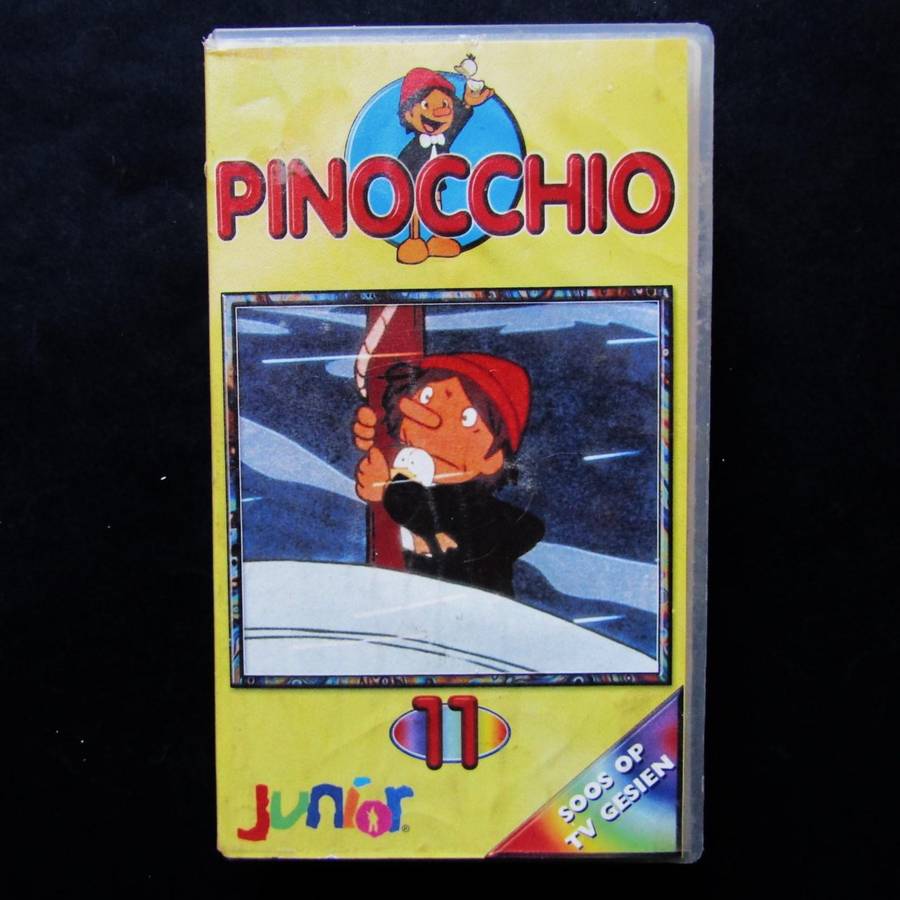 PINOCCHIO
11
junior®
SOOS OP
TV GESIEN